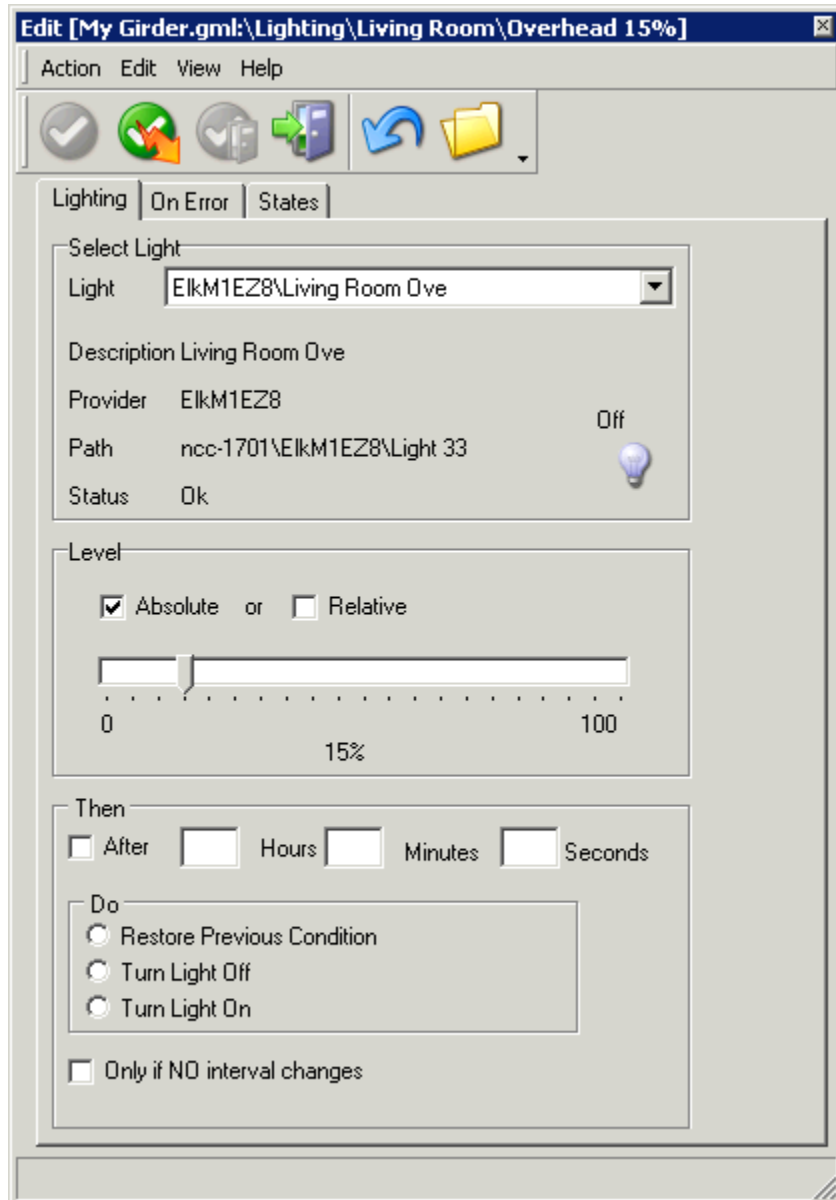 Edit [My Girder.gml:\Lighting\Living Room\Overhead 15%]
Action Edit View Help
Lighting On Error States
Select Light
Light ElkM1EZ8\Living Room Ove
Description Living Room Ove
Provider ElkM1EZ8
Off
Path ncc-1701\ElkM1EZ8\Light 33
Status Ok
Level
Absolute or Relative
0 100
15%
Then
After Hours Minutes Seconds
Do
Restore Previous Condition
Turn Light Off
Turn Light On
Only if NO interval changes